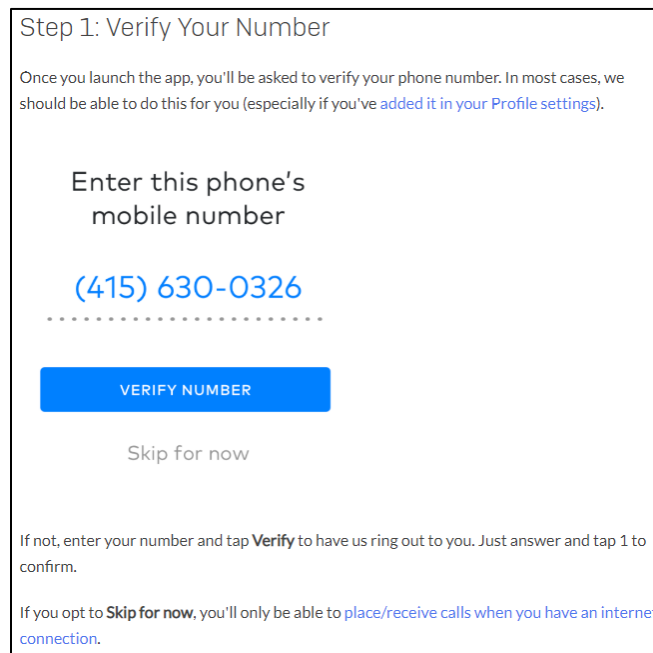 Step 1: Verify Your Number
Once you launch the app, you'll be asked to verify your phone number. In most cases, we
should be able to do this for you (especially if you've added it in your Profile settings).
Enter this phone's
mobile number
(415) 630-0326
VERIFY NUMBER
Skip for now
If not, enter your number and tap Verify to have us ring out to you. Just answer and tap 1 to
confirm.
If you opt to Skip for now, you'll only be able to place/receive calls when you have an interne
connection.